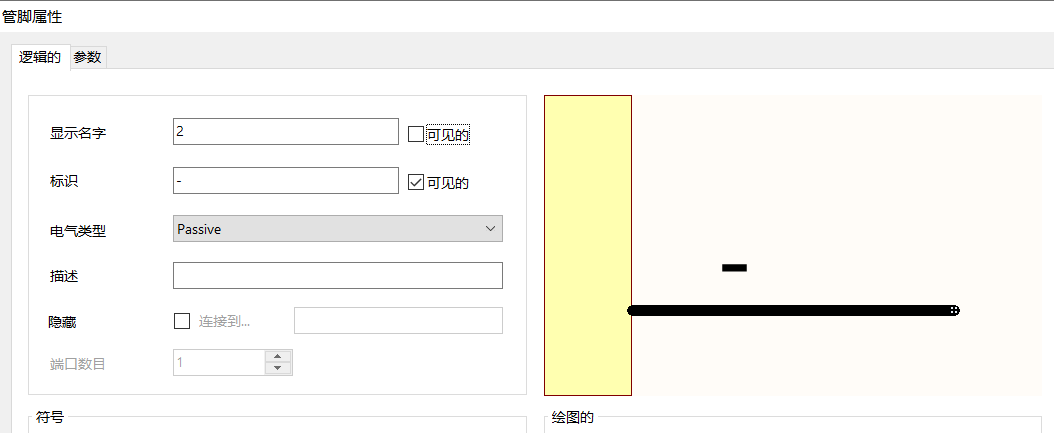 管脚属性
逻辑的 参数
显示名字 2 可见的
标识 - 可见的
电气类型 Passive
描述
隐藏 连接到...
端口数目 1
符号 绘图的